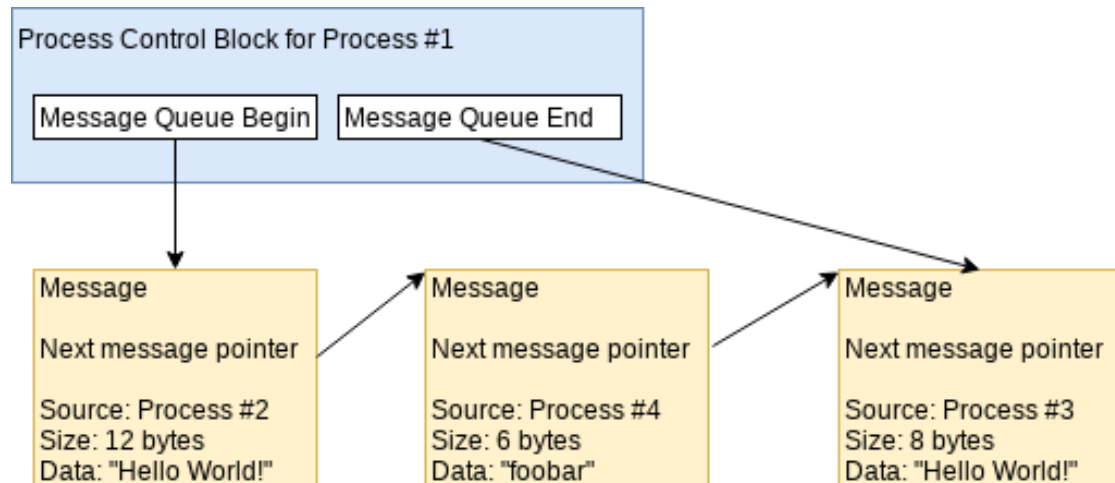 Process Control Block for Process #1
Message Queue Begin
Message Queue End
Message
Next message pointer
Source: Process #2
Size: 12 bytes
Data: "Hello World!"
Message
Next message pointer
Source: Process #4
Size: 6 bytes
Data: "foobar"
Message
Next message pointer
Source: Process #3
Size: 8 bytes
Data: "Hello World!"